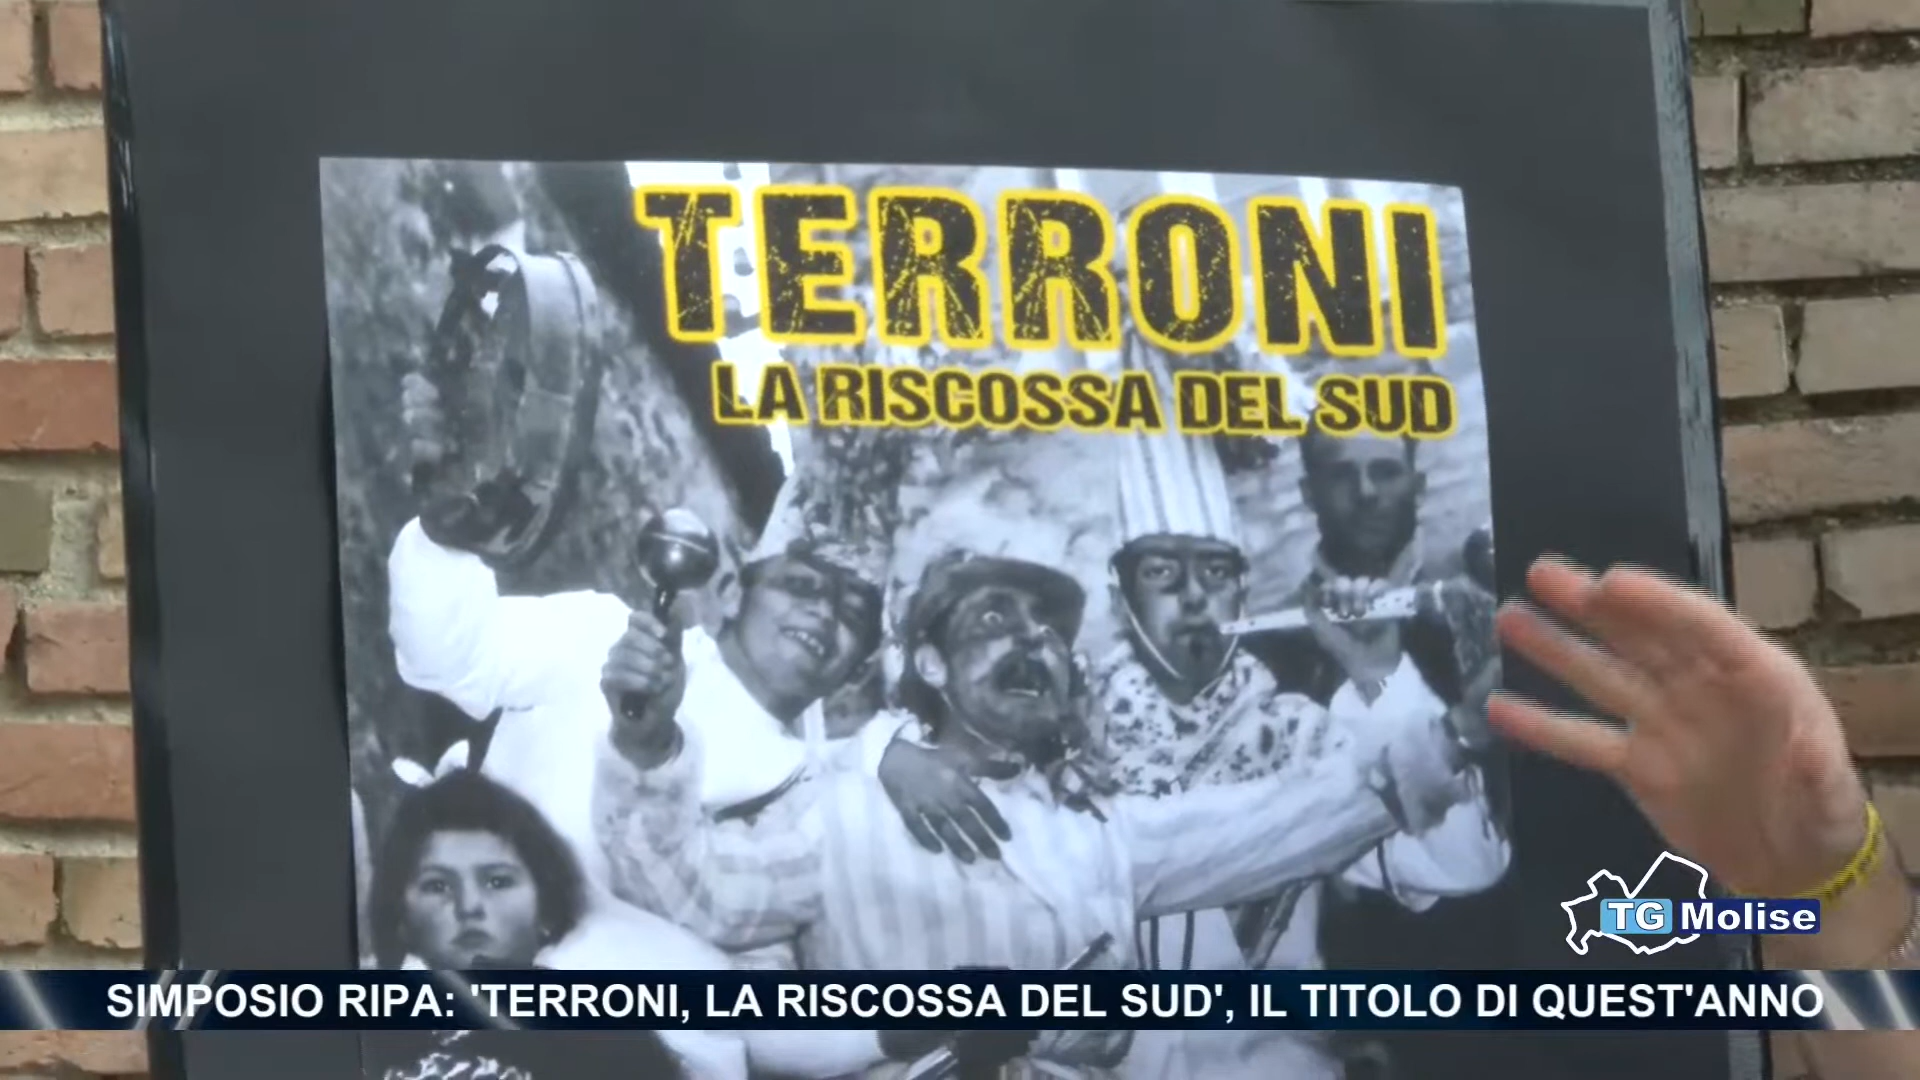 TERRONI
LA RISCOSSA DEL SUD
TG Molise
SIMPOSIO RIPA: 'TERRONI, LA RISCOSSA DEL SUD', IL TITOLO DI QUEST'ANNO